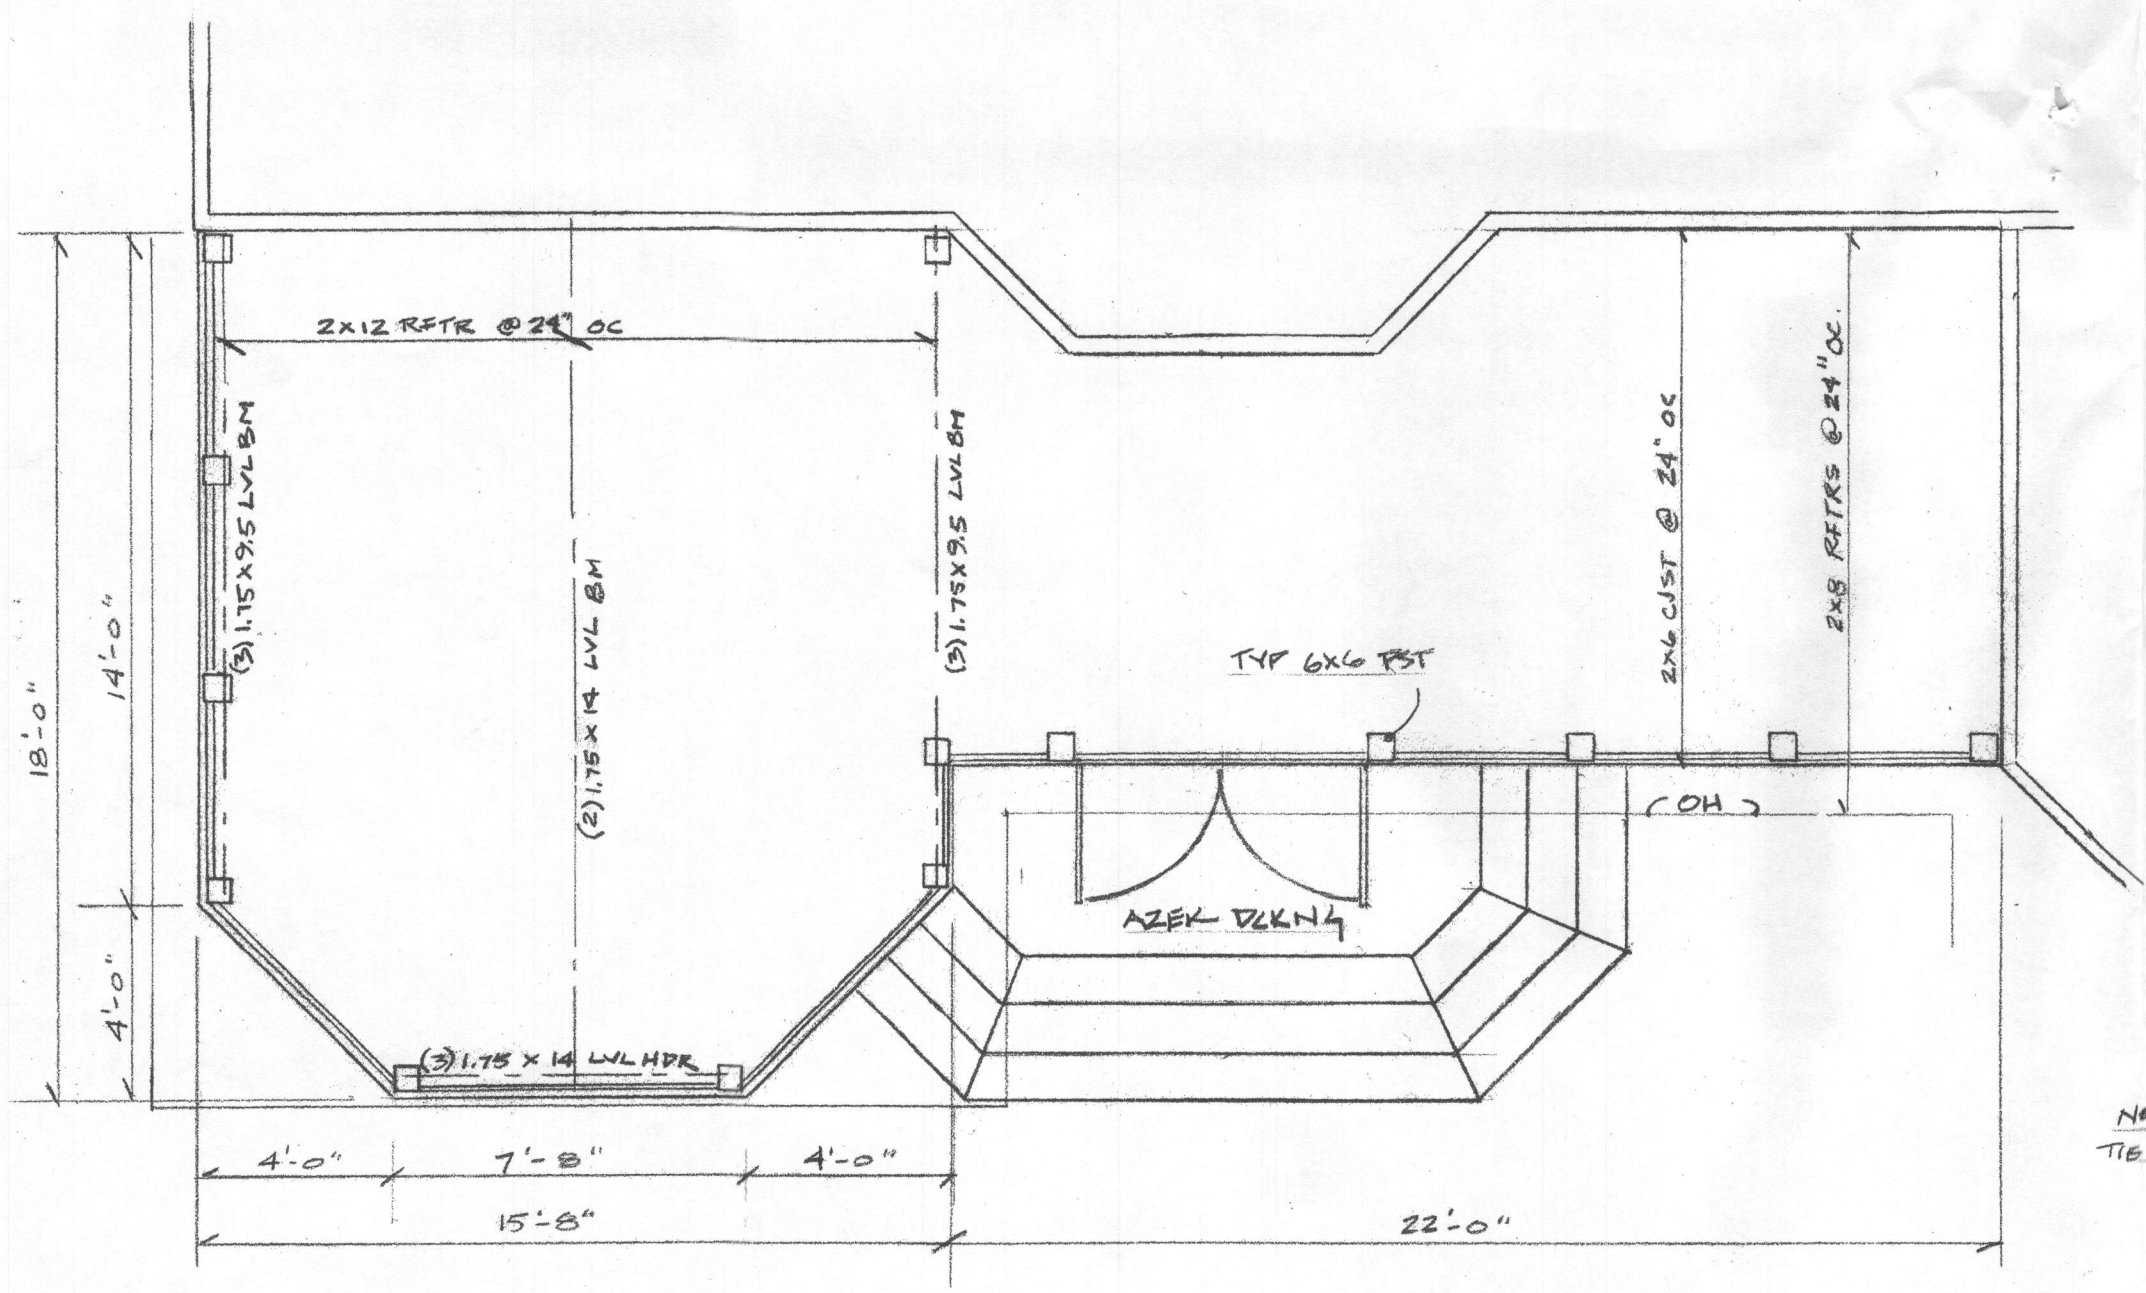 2X12 RFTR @ 24" OC
(3) 1.75 X 9.5 LVL BM
(2) 1.75 X 14 LVL BM
(3) 1.75 X 9.5 LVL BM
2X6 CJST @ 24" OC
2X8 RFTRS @ 24" OC.
TYP 6X6 PST
18'-0"
14'-0"
4'-0"
(OH)
AZEK DCKNG
(3) 1.75 X 14 LVL HDR
4'-0"
7'-8"
4'-0"
15'-8"
22'-0"
TIE